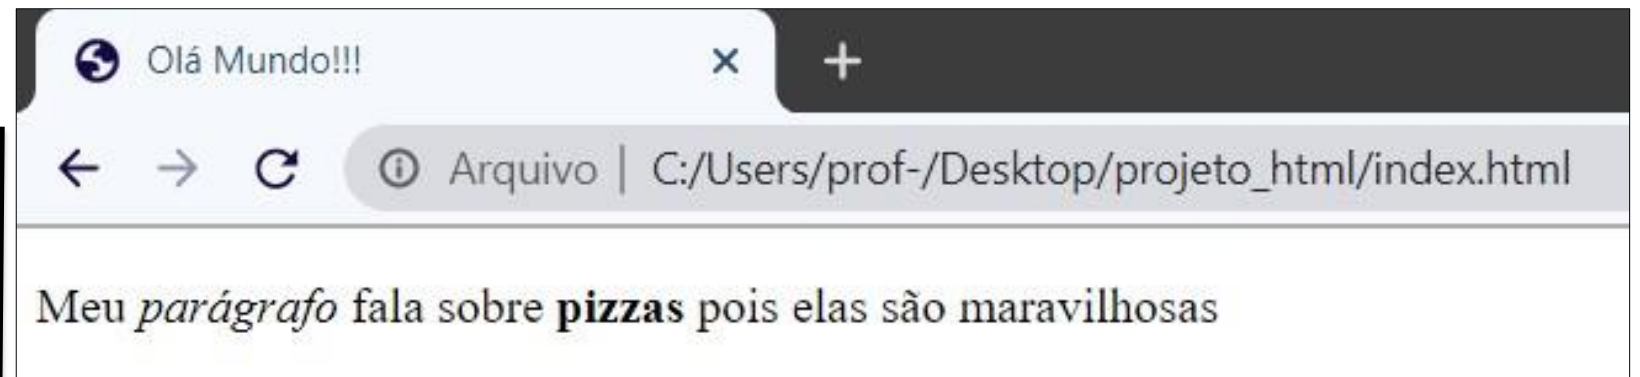 Olá Mundo!!!
Arquivo | C:/Users/prof-/Desktop/projeto_html/index.html
Meu parágrafo fala sobre pizzas pois elas são maravilhosas